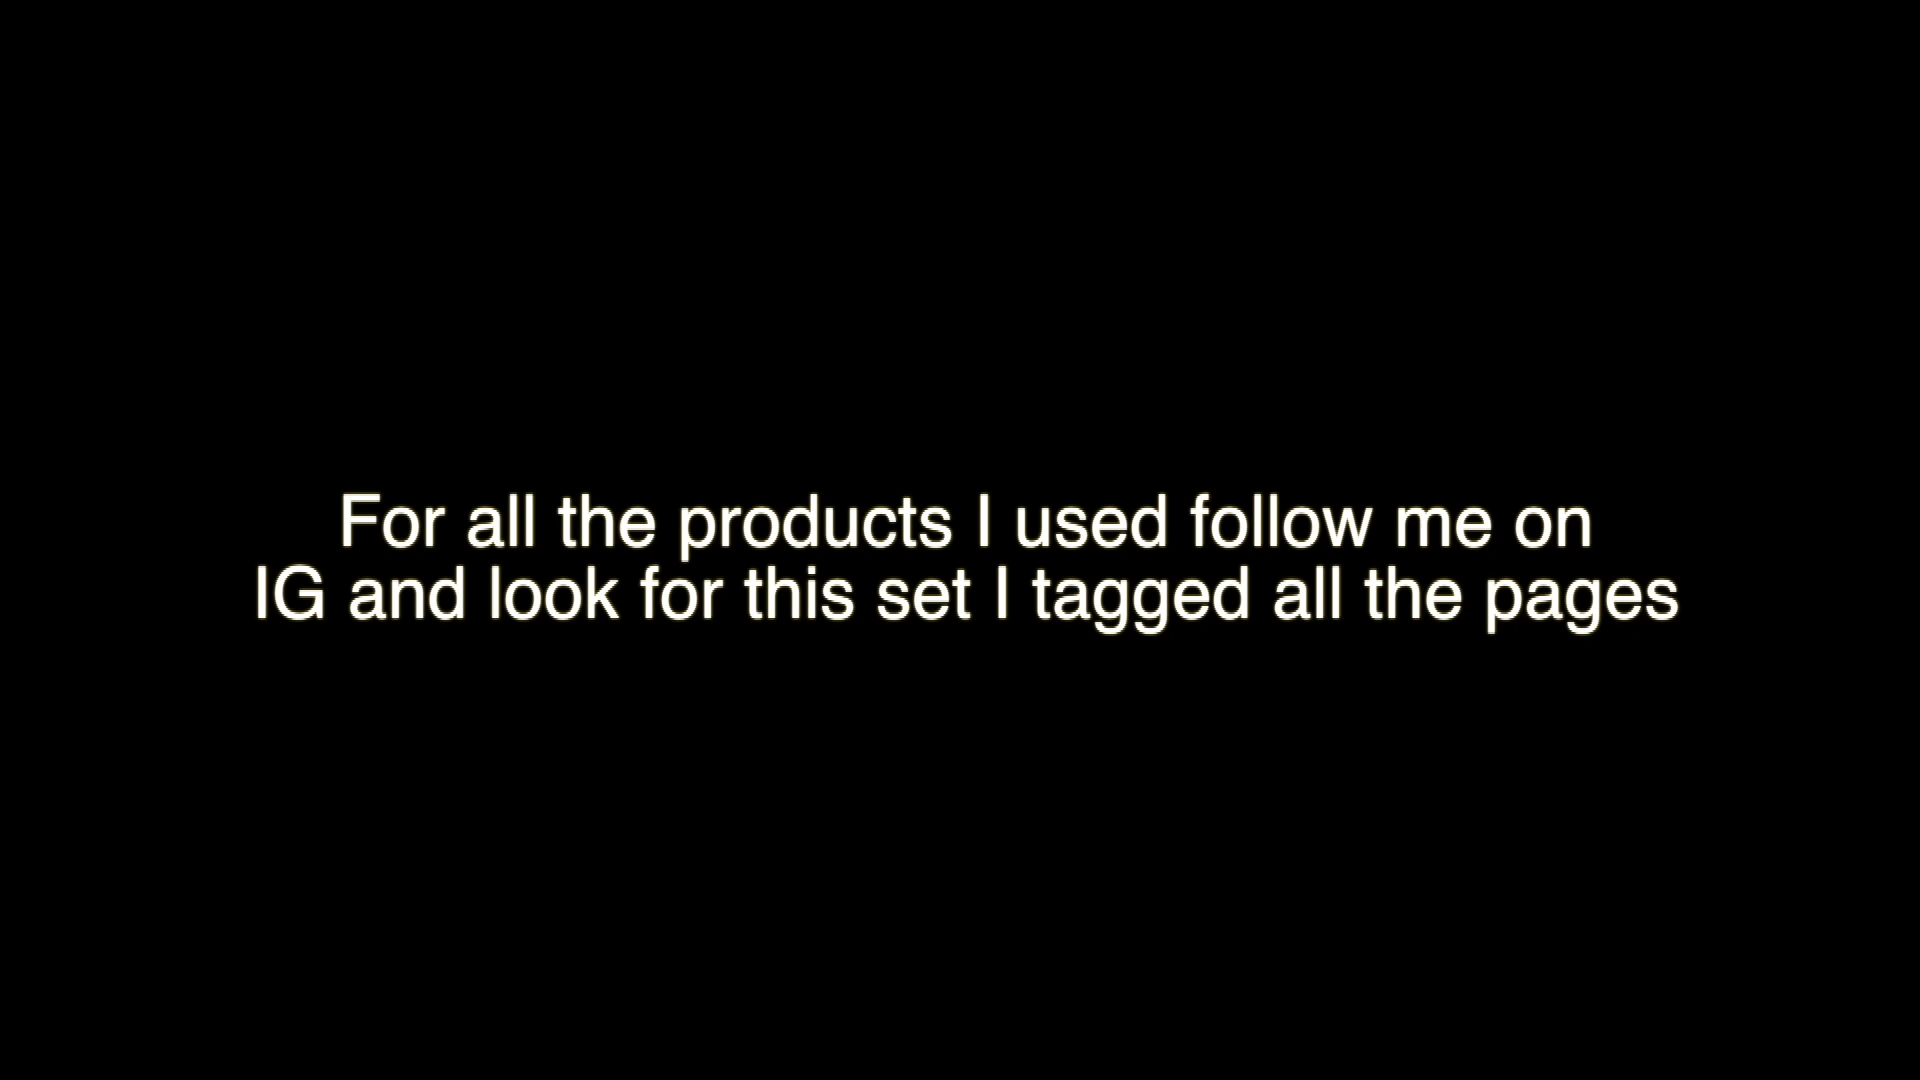 For all the products I used follow me on
IG and look for this set I tagged all the pages